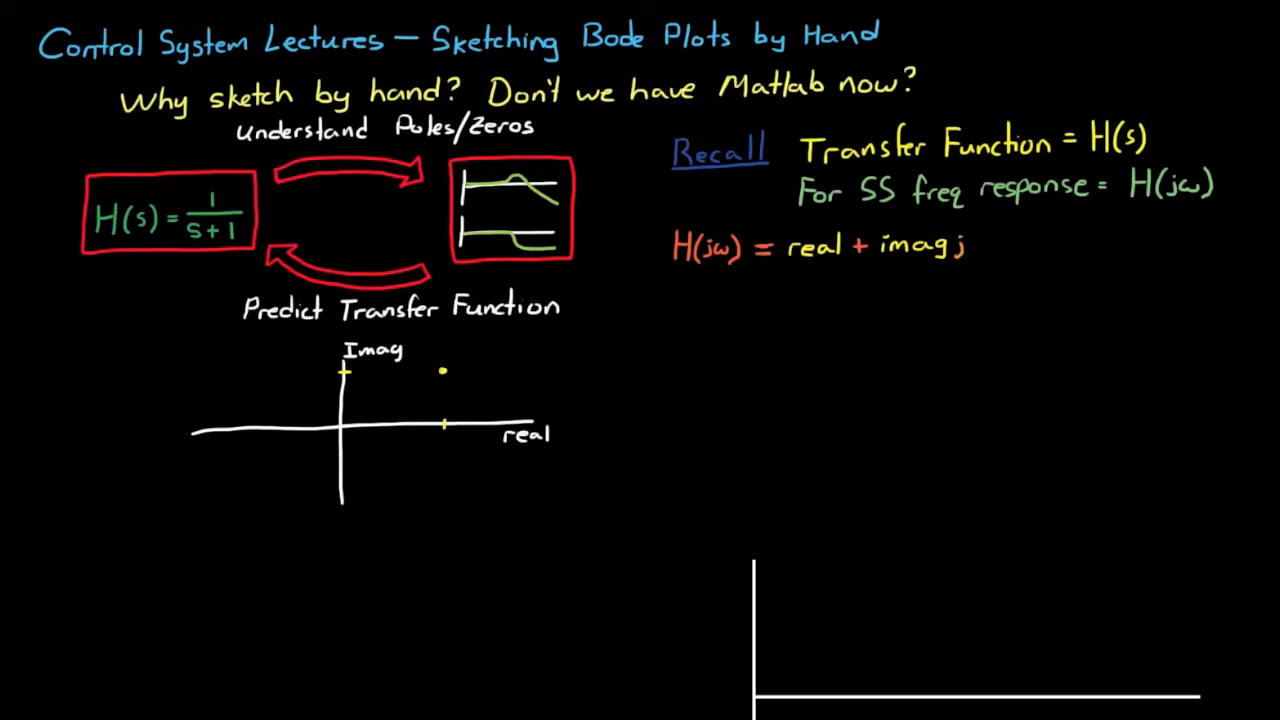 Control System Lectures – Sketching Bode Plots by Hand
Why sketch by hand? Don't we have Matlab now?
Understand Poles/Zeros
H(s) = 1/(s+1)
Predict Transfer Function
Imag
real
Recall Transfer Function = H(s)
For SS freq response = H(jω)
H(jω) = real + imag j